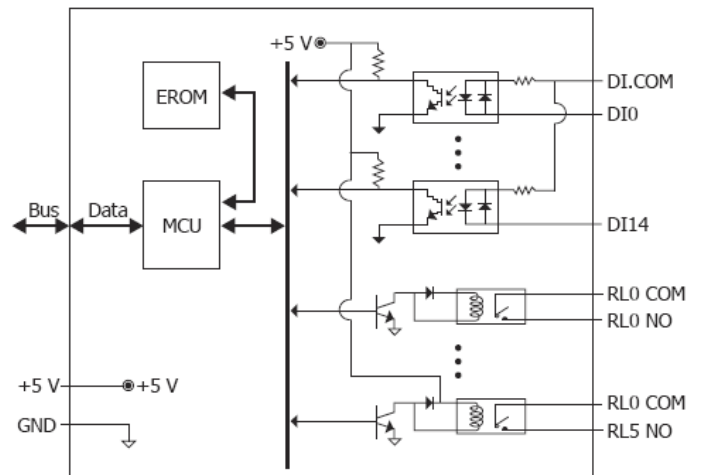 +5 V
EROM
DI.COM
DI0
Bus
Data
MCU
DI14
RL0 COM
RL0 NO
+5 V
+5 V
GND
RL0 COM
RL5 NO